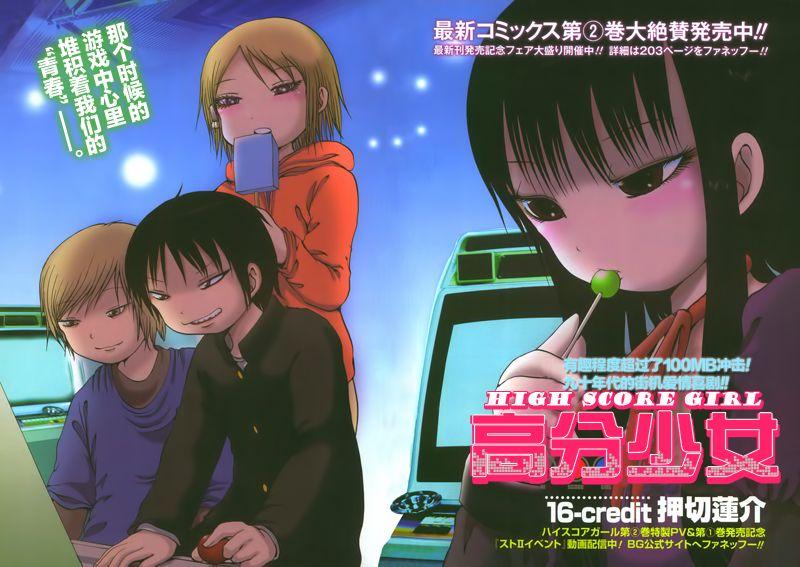 那个时候的
游戏中心里
堆积着我们的
“青春”——。
最新コミックス第②巻大絶賛発売中!!
最新刊発売記念フェア大盛り開催中!! 詳細は203ページをファネッフー!!
有趣程度超过了100MB冲击!
九十年代的街机爱情喜剧!!
HIGH SCORE GIRL
高分少女
16-credit 押切蓮介
ハイスコアガール第②巻特製PV&第①巻発売記念
『ストⅡイベント』動画配信中! BG公式サイトへファネッフー!!